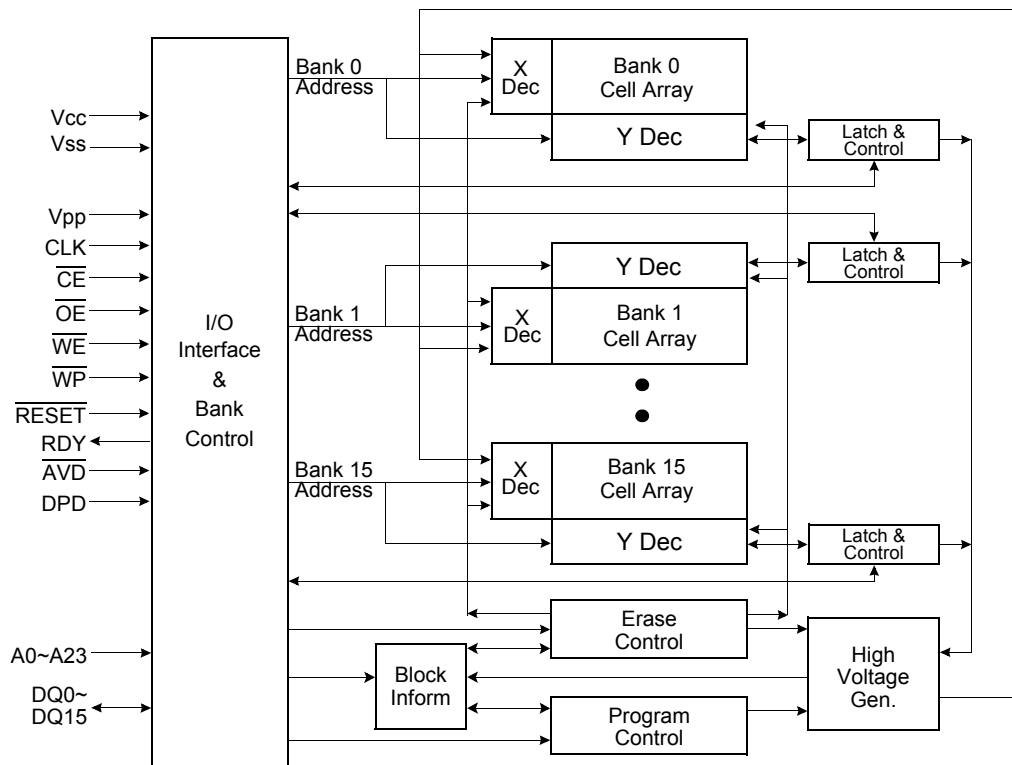 Vcc
Vss
Vpp
CLK
CE
OE
WE
WP
RESET
RDY
AVD
DPD
A0~A23
DQ0~
DQ15
I/O
Interface
&
Bank
Control
Bank 0
Address
X
Dec
Bank 0
Cell Array
Y Dec
Latch &
Control
Y Dec
Latch &
Control
Bank 1
Address
X
Dec
Bank 1
Cell Array
Bank 15
Address
X
Dec
Bank 15
Cell Array
Y Dec
Latch &
Control
Erase
Control
Block
Inform
High
Voltage
Gen.
Program
Control